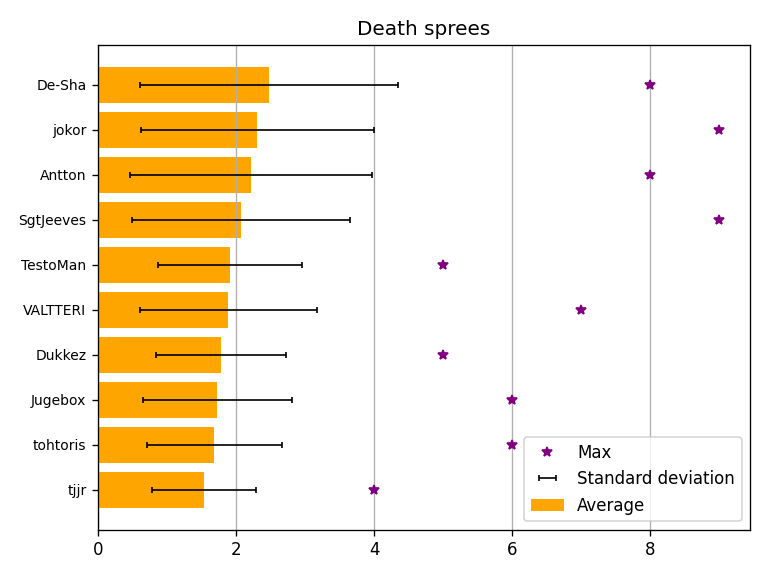 Death sprees
De-Sha
jokor
Antton
SgtJeeves
TestoMan
VALTTERI
Dukkez
Jugebox
tohtoris
tjjr
Max
Standard deviation
Average
0 2 4 6 8